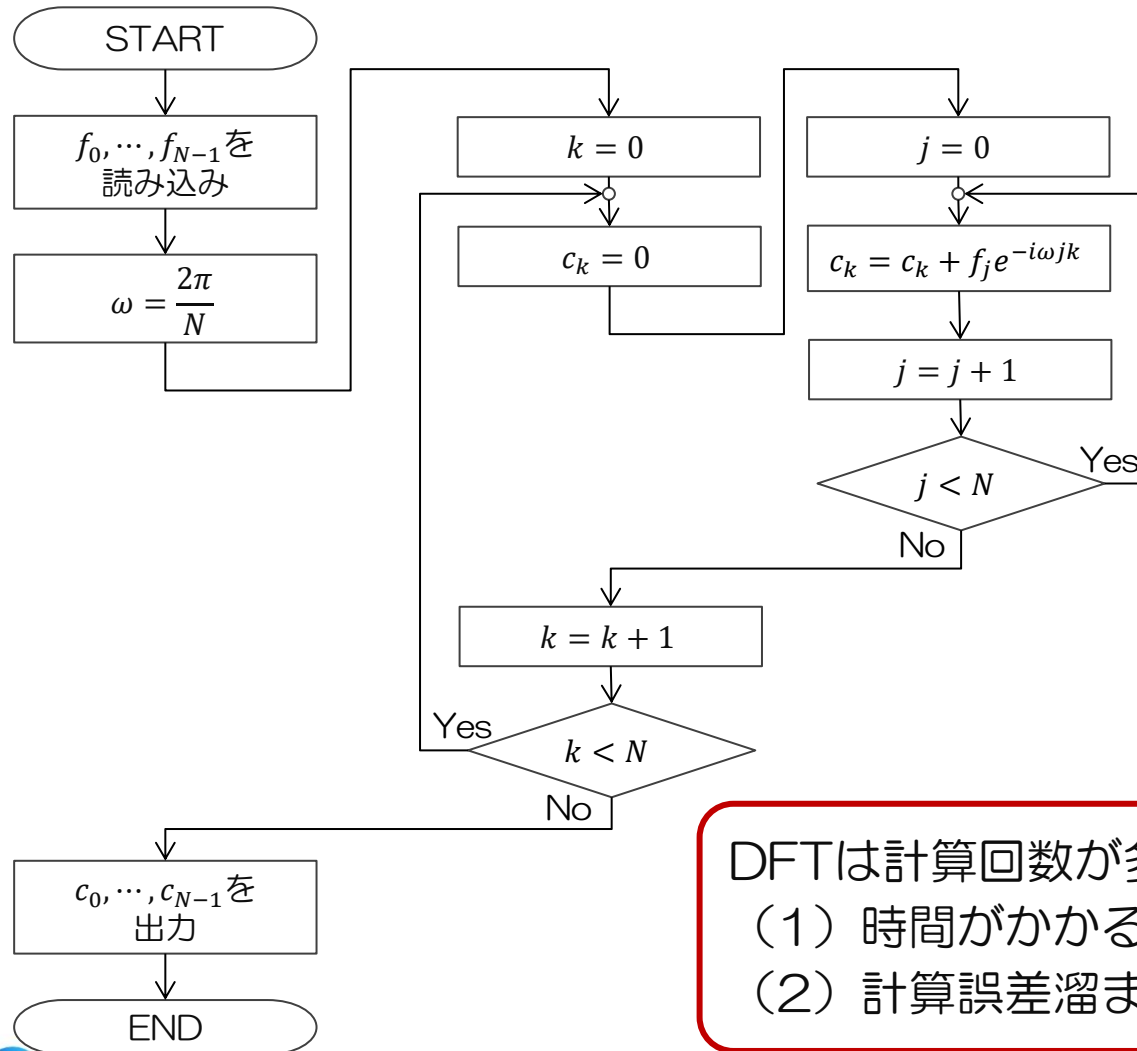 START
f_0, ⋯, f_{N−1}を
読み込み
ω = 2π/N
k = 0
c_k = 0
j = 0
c_k = c_k + f_j e^{−iωjk}
j = j + 1
j < N
Yes
No
k = k + 1
k < N
Yes
No
c_0, ⋯, c_{N−1}を
出力
END
DFTは計算回数が
（1）時間がかかる
（2）計算誤差溜ま